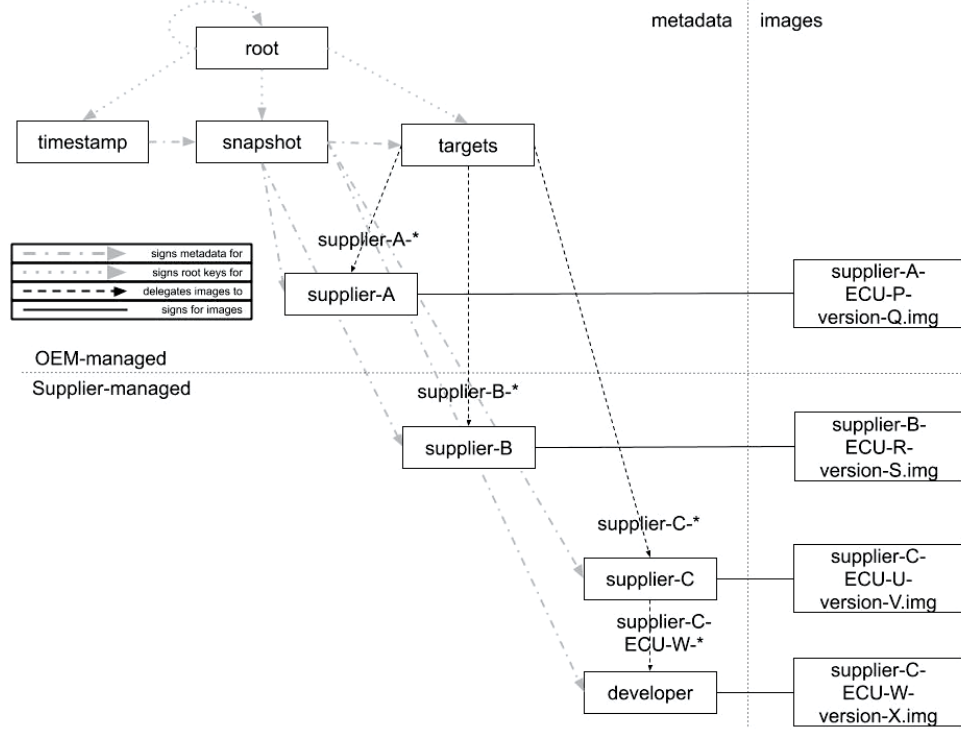 metadata
images
root
timestamp
snapshot
targets
supplier-A-*
signs metadata for
signs root keys for
delegates images to
signs for images
supplier-A
supplier-A-
ECU-P-
version-Q.img
OEM-managed
Supplier-managed
supplier-B-*
supplier-B
supplier-B-
ECU-R-
version-S.img
supplier-C-*
supplier-C
supplier-C-
ECU-U-
version-V.img
supplier-C-
ECU-W-*
developer
supplier-C-
ECU-W-
version-X.img